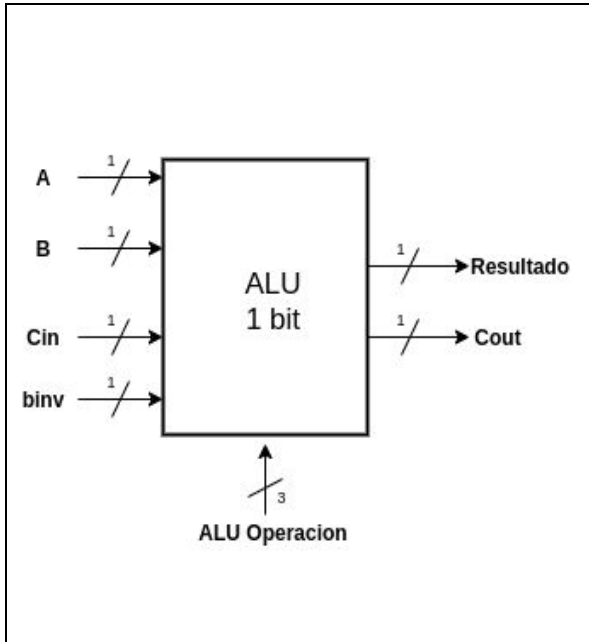 1
A
1
B
1
Cin
1
binv
ALU
1 bit
1
Resultado
1
Cout
3
ALU Operacion